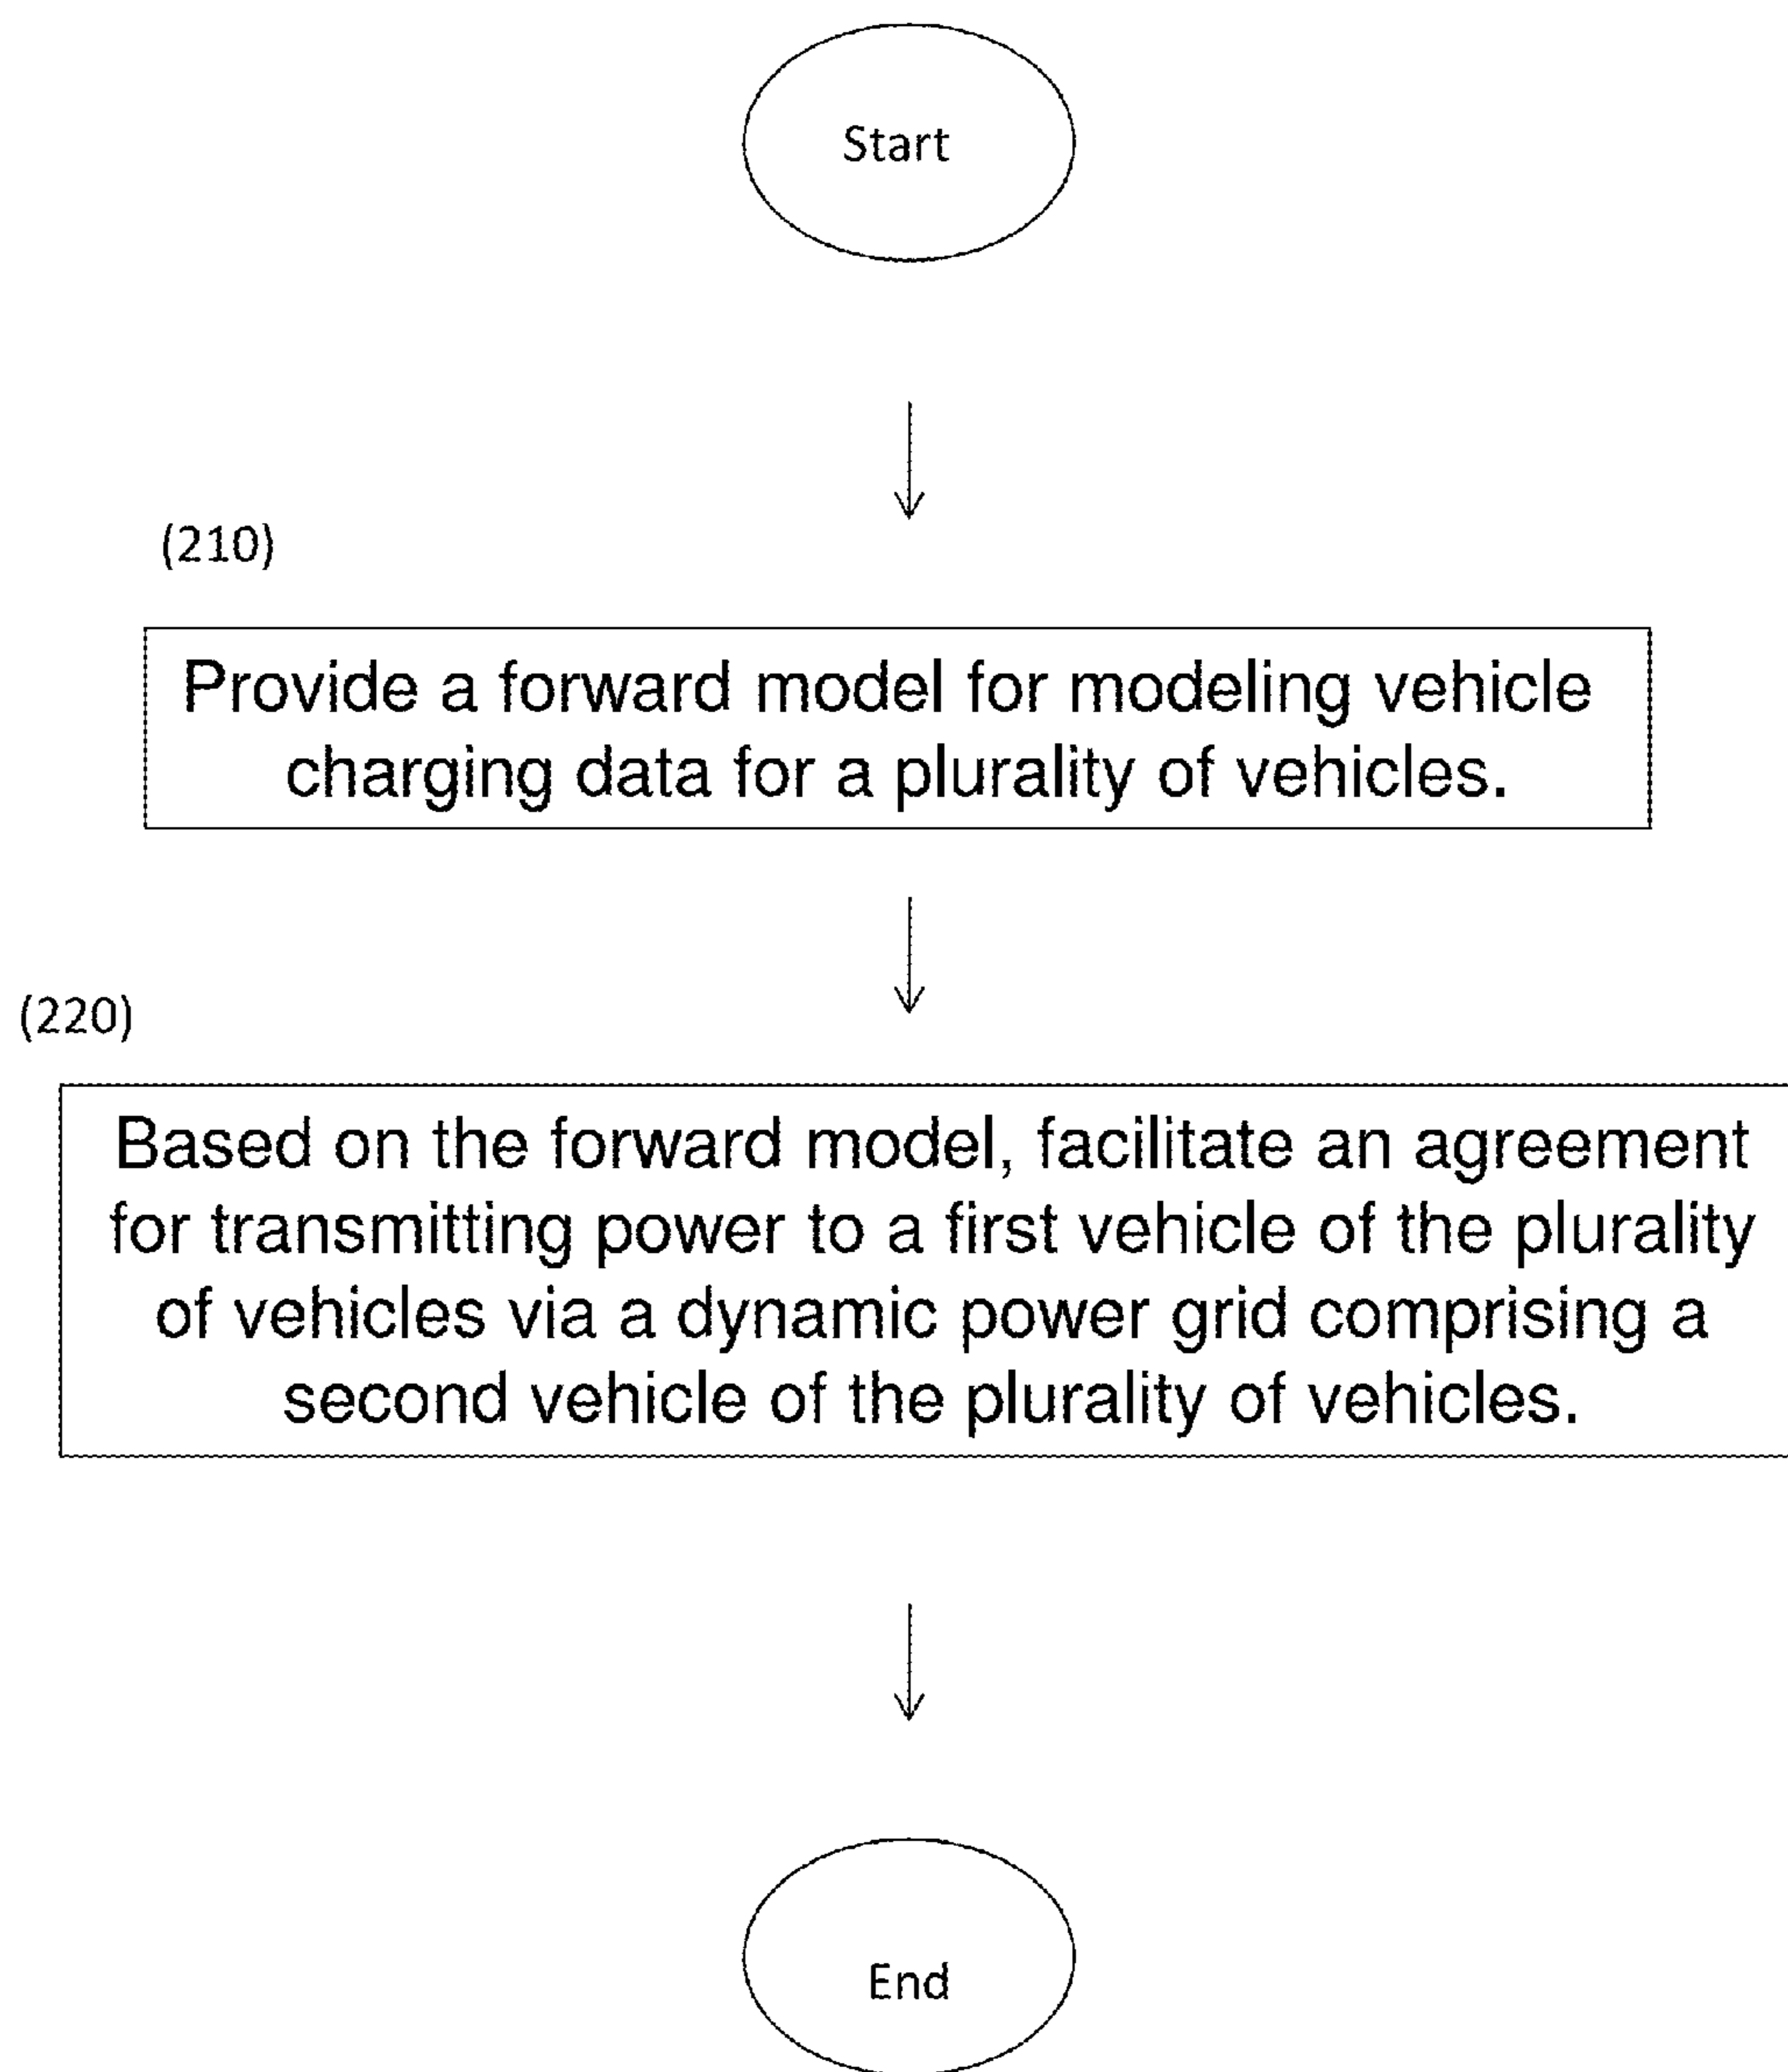 Start
(210)
Provide a forward model for modeling vehicle
charging data for a plurality of vehicles.
(220)
Based on the forward model, facilitate an agreement
for transmitting power to a first vehicle of the plurality
of vehicles via a dynamic power grid comprising a
second vehicle of the plurality of vehicles.
End